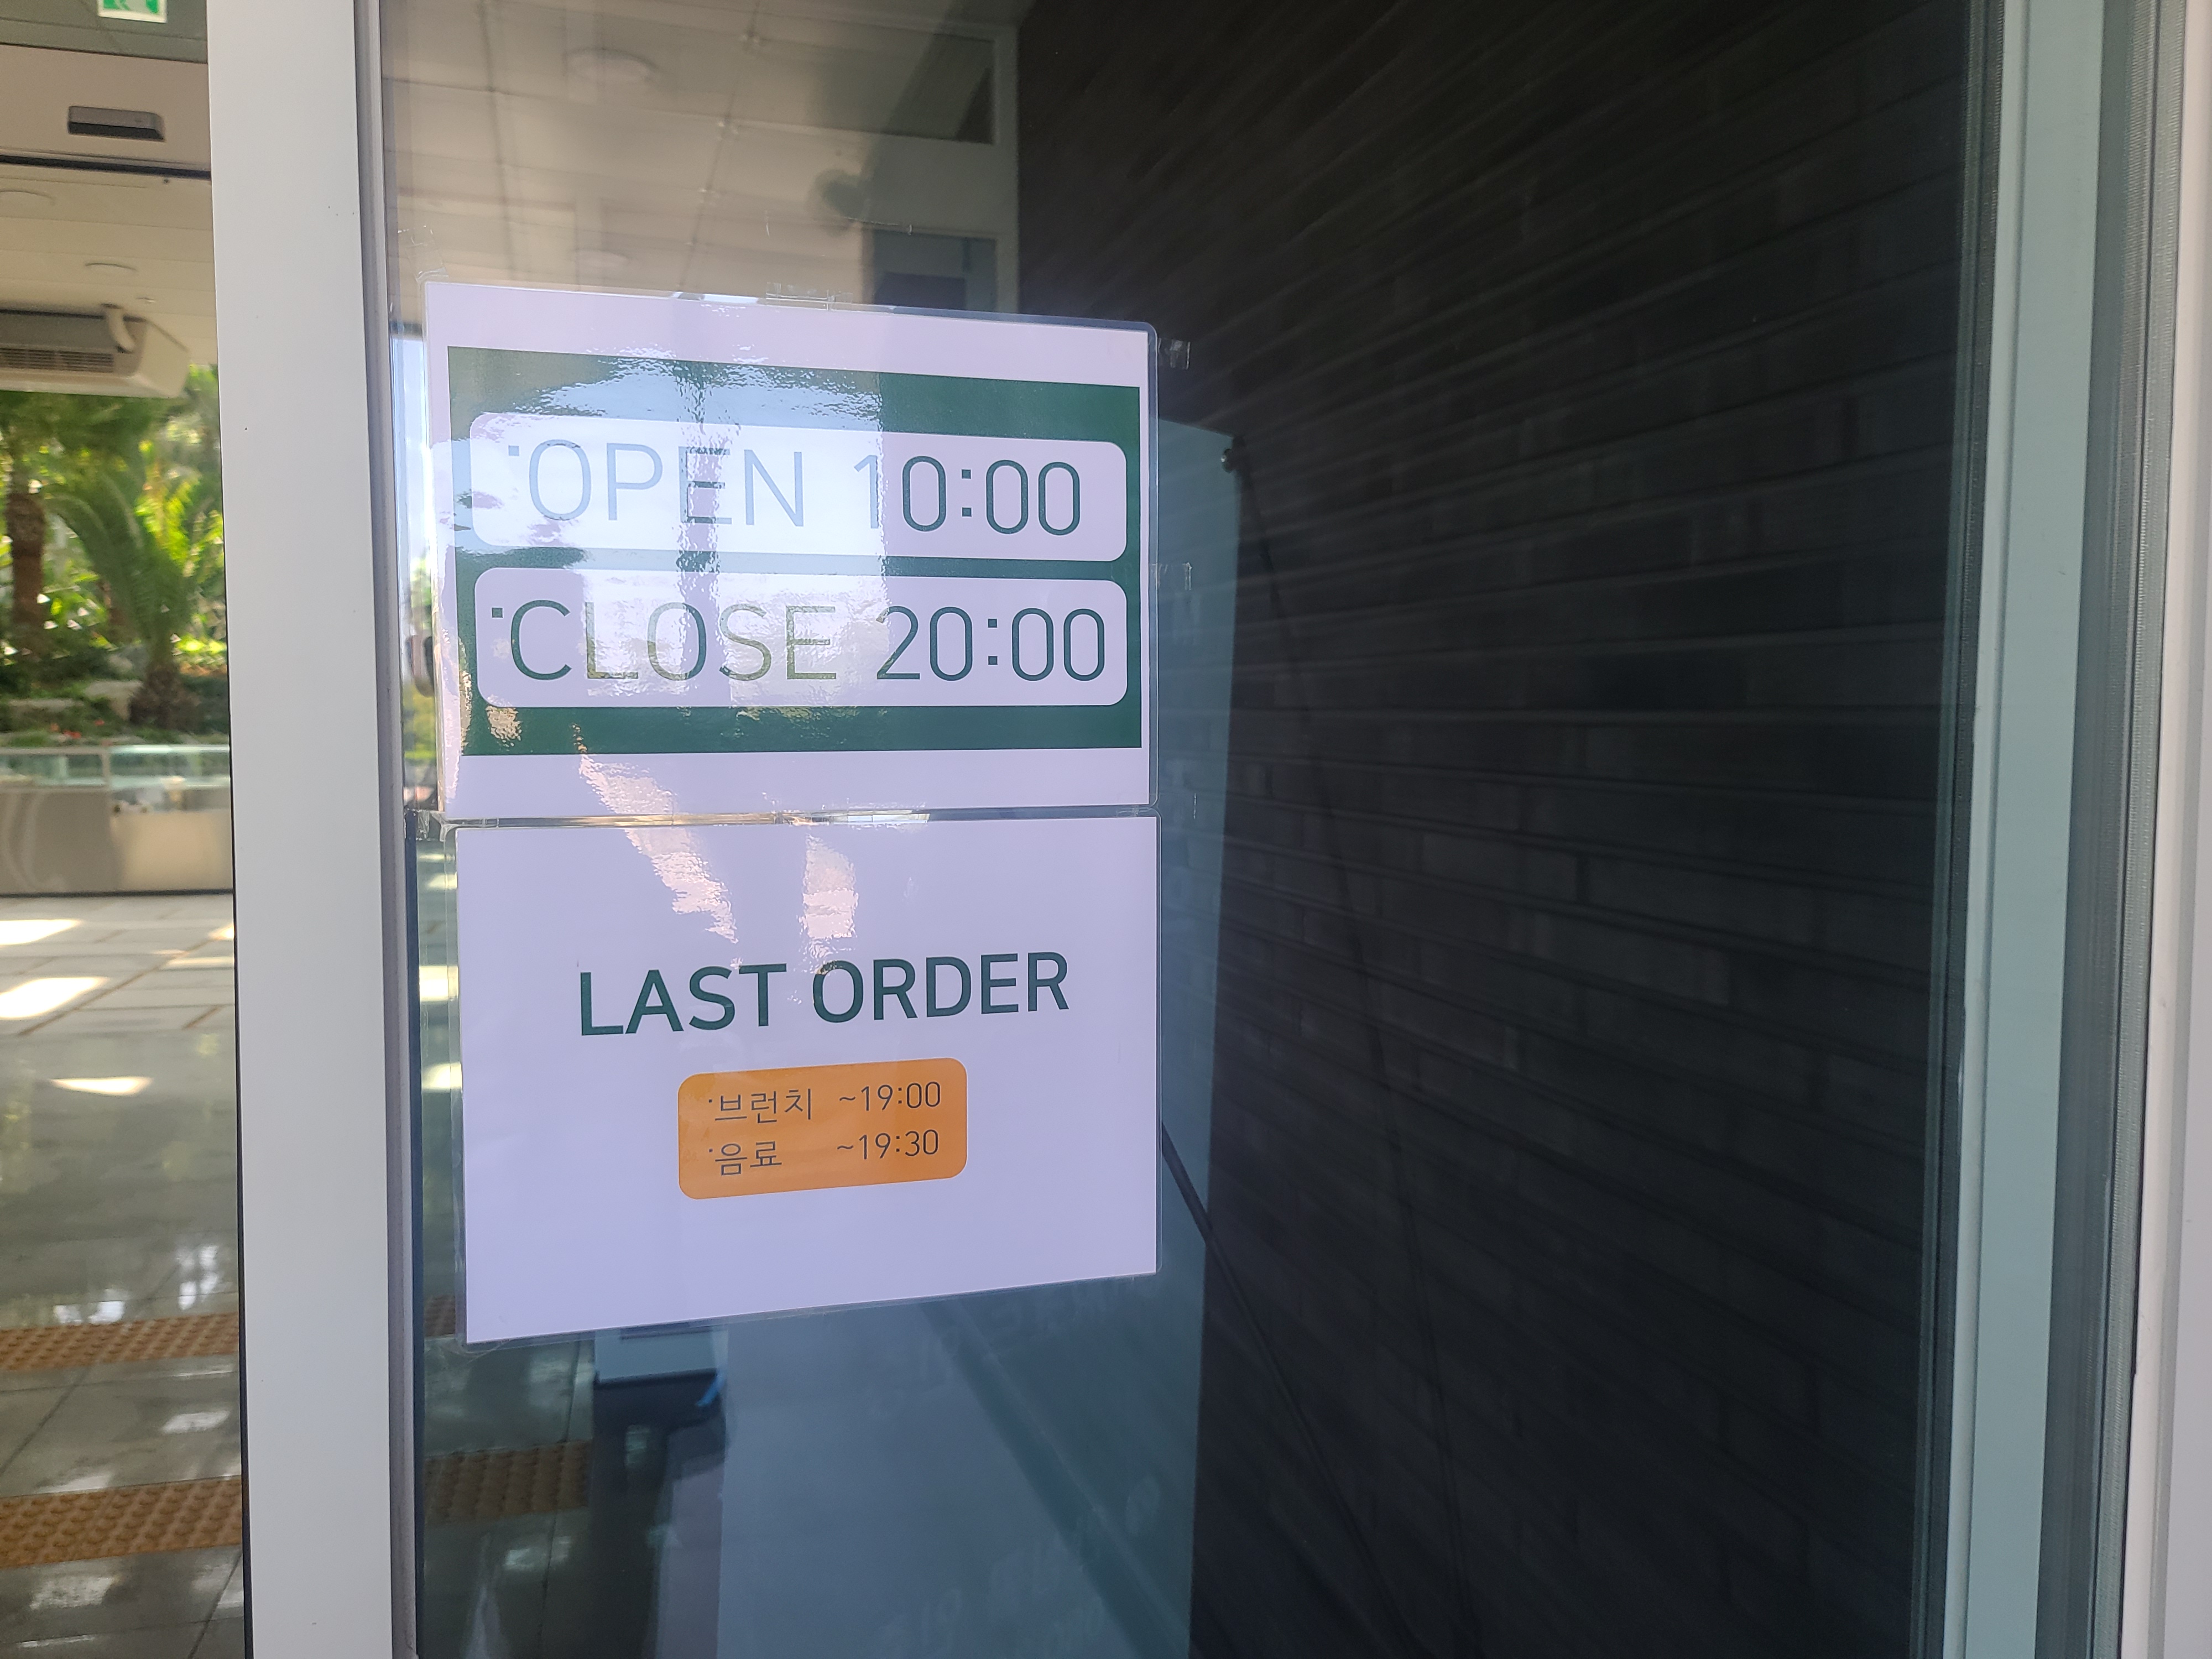 ·OPEN 10:00
·CLOSE 20:00
LAST ORDER
·브런치 ~19:00
·음료 ~19:30